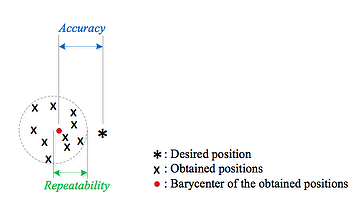 Accuracy
Repeatability
* : Desired position
x : Obtained positions
: Barycenter of the obtained positions